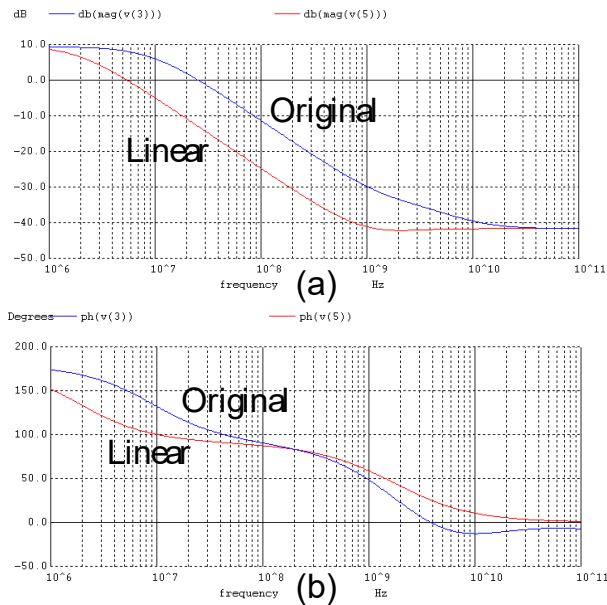 dB db(mag(v(3))) db(mag(v(5)))
10.0
0.0
-10.0
Original
-20.0
Linear
-30.0
-40.0
-50.0
10^6 10^7 10^8 10^9 10^10 10^11
frequency (a) Hz
Degrees ph(v(3)) ph(v(5))
200.0
150.0
Original
100.0
Linear
50.0
0.0
-50.0
10^6 10^7 10^8 10^9 10^10 10^11
frequency (b) Hz